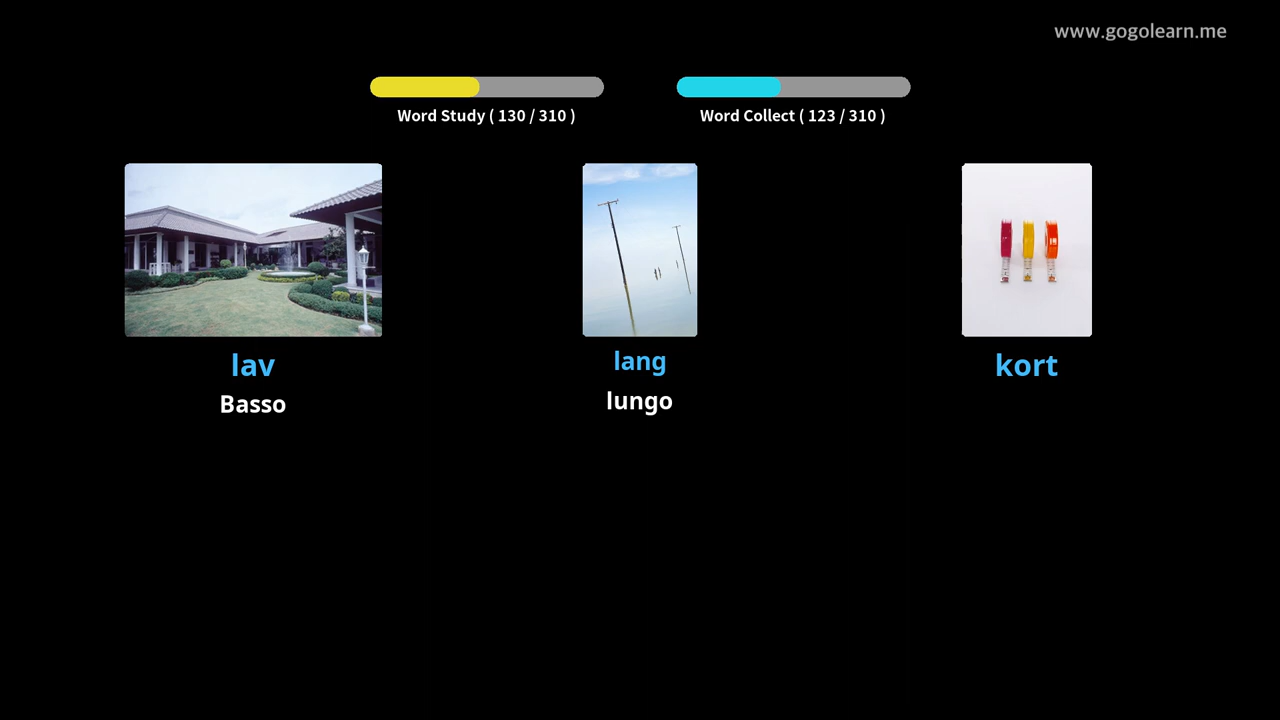 www.gogolearn.me
Word Study ( 130 / 310 )
Word Collect ( 123 / 310 )
lav
Basso
lang
lungo
kort